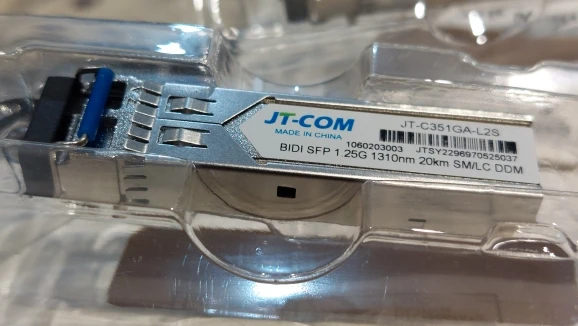 JT-COM
MADE IN CHINA
JT-C351GA-L2S
1060203003 JTSY2296970525037
BIDI SFP 1.25G 1310nm 20km SM/LC DDM